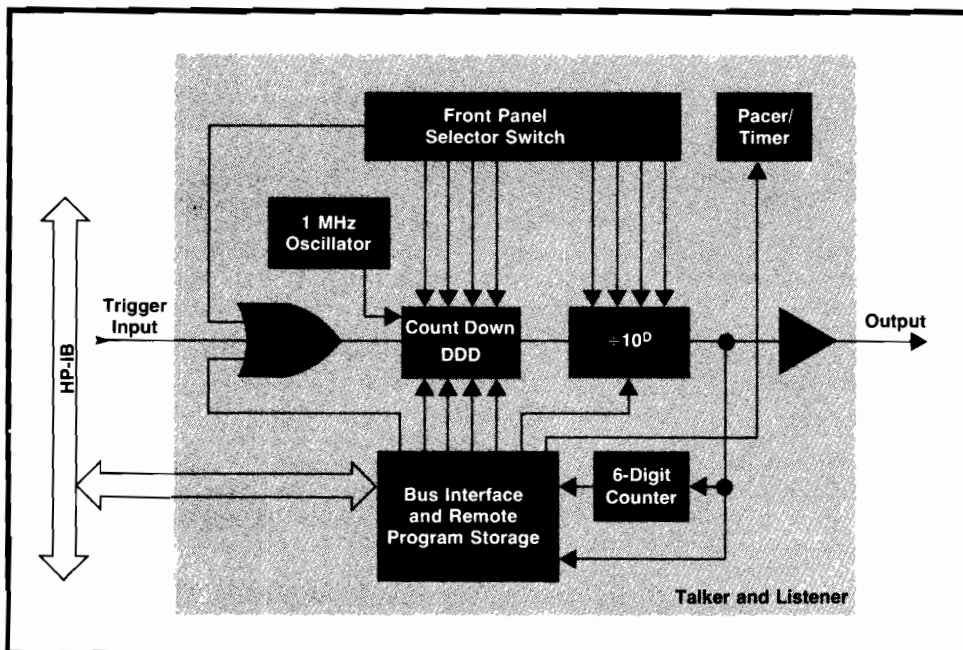 Front Panel
Selector Switch
Pacer/
Timer
1 MHz
Oscillator
Trigger
Input
Count Down
DDD
÷10ᴰ
Output
HP-IB
Bus Interface
and Remote
Program Storage
6-Digit
Counter
Talker and Listener